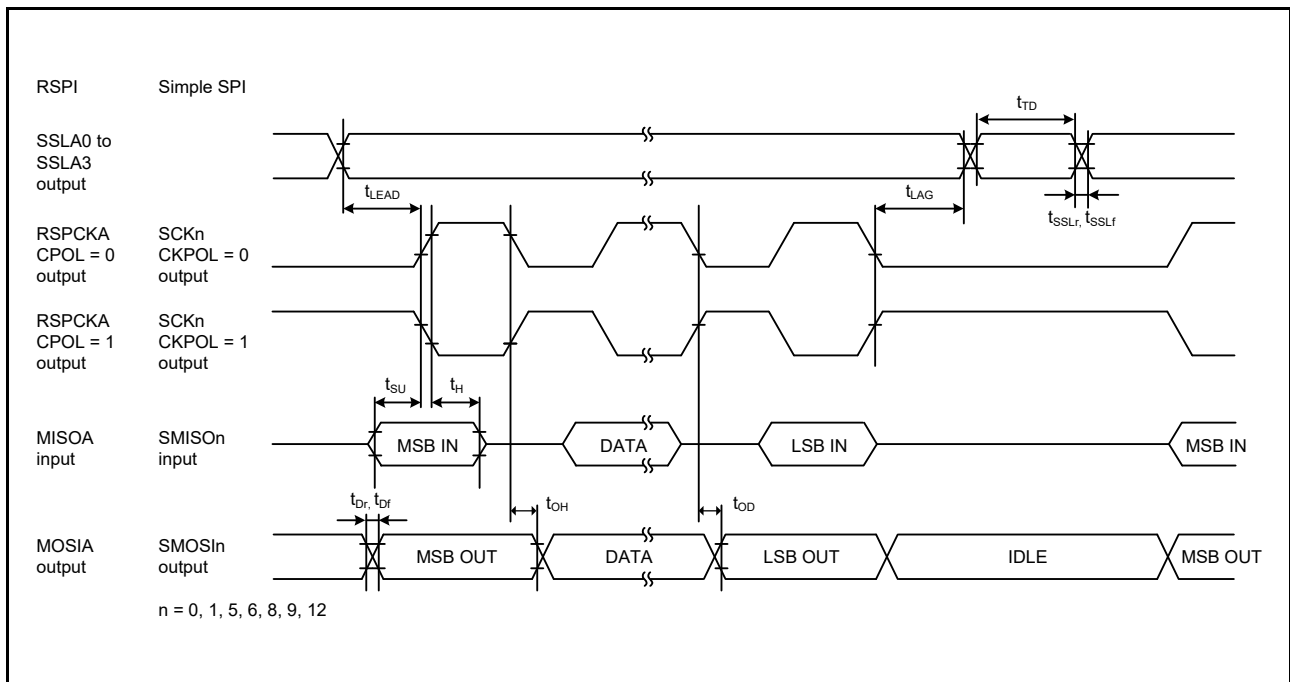 RSPI Simple SPI
tTD
SSLA0 to
SSLA3
output
tLEAD
tLAG
tSSLr, tSSLf
RSPCKA SCKn
CPOL = 0 CKPOL = 0
output output
RSPCKA SCKn
CPOL = 1 CKPOL = 1
output output
tSU tH
MISOA SMISOn
input input
MSB IN DATA LSB IN MSB IN
tDr, tDf
tOH tOD
MOSIA SMOSIn
output output
MSB OUT DATA LSB OUT IDLE MSB OUT
n = 0, 1, 5, 6, 8, 9, 12